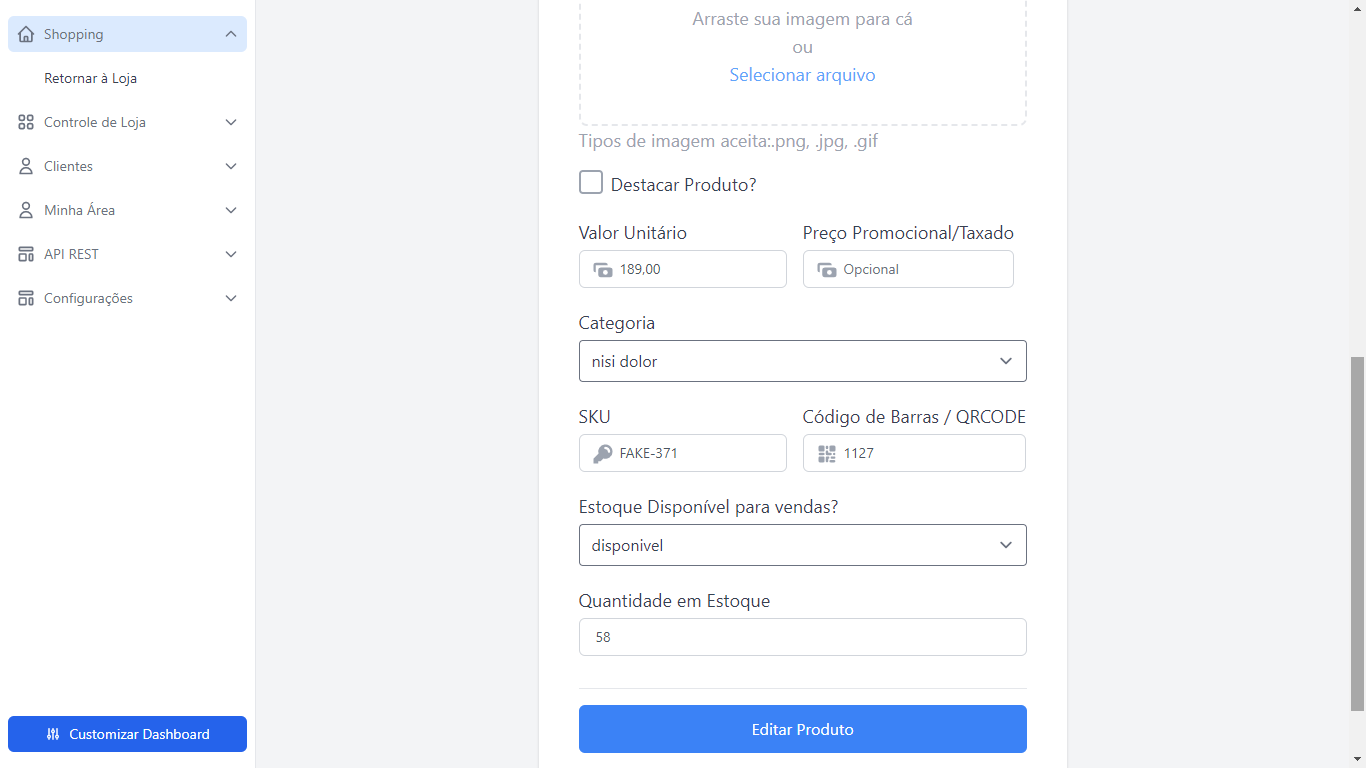 Shopping
Retornar à Loja
Controle de Loja
Clientes
Minha Área
API REST
Configurações
Customizar Dashboard
Arraste sua imagem para cá
ou
Selecionar arquivo
Tipos de imagem aceita:.png, .jpg, .gif
Destacar Produto?
Valor Unitário Preço Promocional/Taxado
189,00 Opcional
Categoria
nisi dolor
SKU Código de Barras / QRCODE
FAKE-371 1127
Estoque Disponível para vendas?
disponivel
Quantidade em Estoque
58
Editar Produto